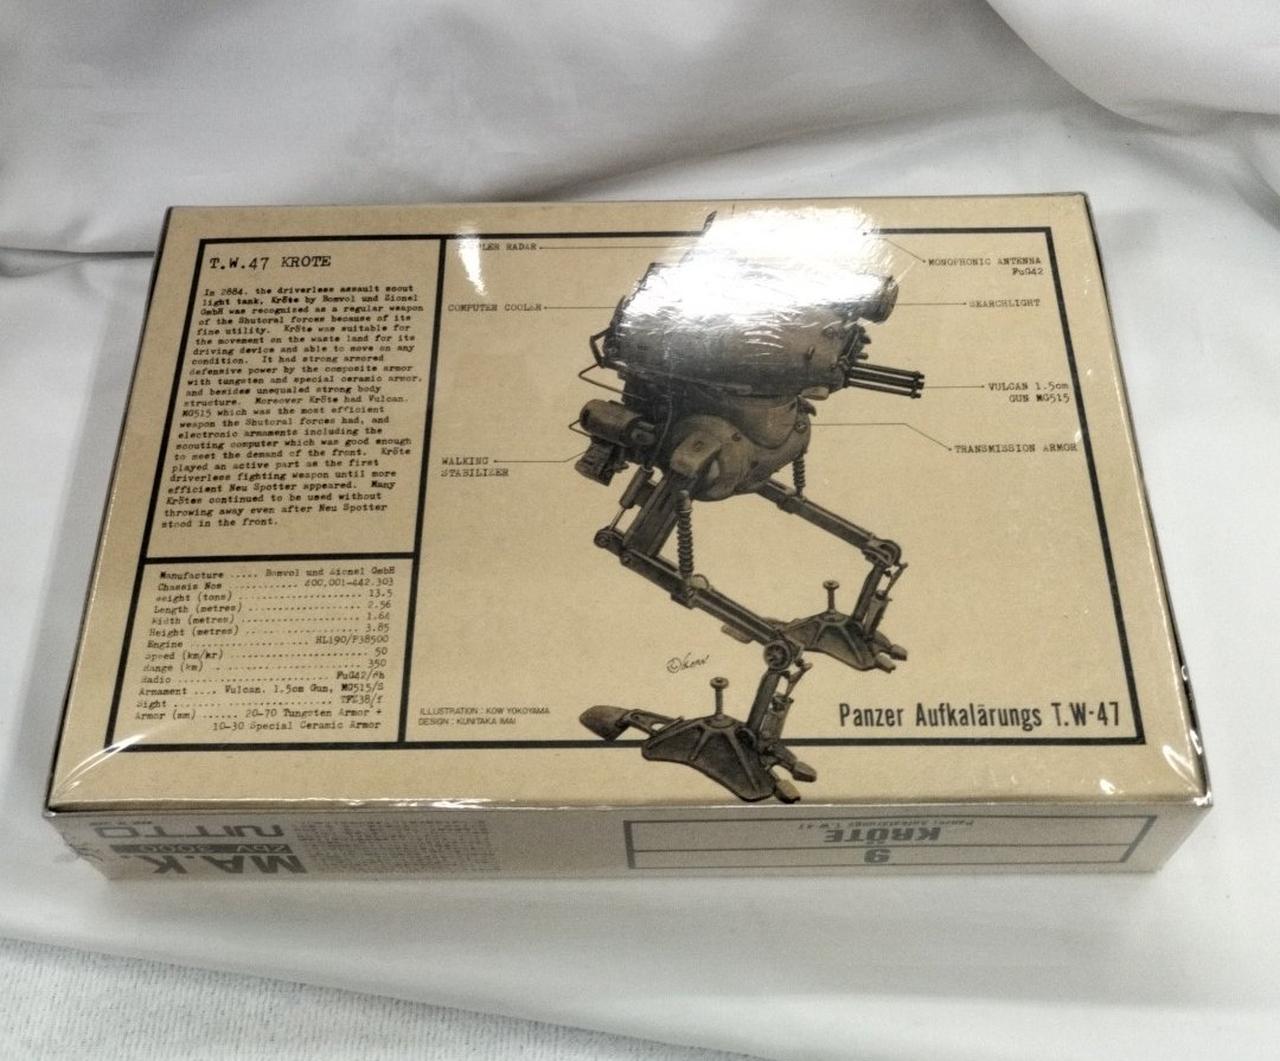 T.W.47 KROTE
In 2884. the driverless assault scout
light tank, Kröte by Bomvol und Zionel
GmbH was recognized as a regular weapon
of the Shutoral forces because of its
fine utility. Kröte was suitable for
the movement on the waste land for its
driving device and able to move on any
condition. It had strong armored
defensive power by the composite armor
with tungsten and special ceramic armor,
and besides unequaled strong body
structure. Moreover Kröte had Vulcan.
MG515 which was the most efficient
weapon the Shutoral forces had, and
electronic armaments including the
scouting computer which was good enough
to meet the demand of the front. Kröte
played an active part as the first
driverless fighting weapon until more
efficient Neu Spotter appeared. Many
Krötes continued to be used without
throwing away even after Neu Spotter
stood in the front.
Manufacture ..... Bomvol und Zionel GmbH
Chassis Nos .......... 600,001-442.303
Weight (tons) .................. 13.5
Length (metres) ................ 2.56
Width (metres) ................. 1.64
Height (metres) ................ 3.85
Engine ................ HL190/P38500
Speed (km/hr) .................. 50
Range (km) .................... 350
Radio .................... FuG42/
Armament .... Vulcan. 1.5cm Gun, MG515/S
Sight ..................... TFZ38/f
Armor (mm) ...... 20-70 Tungsten Armor +
10-30 Special Ceramic Armor
RADAR
COMPUTER COOLER
WALKING
STABILIZER
MONOPHONIC ANTENNA
FuG42
SEARCHLIGHT
VULCAN 1.5cm
GUN MG515
TRANSMISSION ARMOR
ILLUSTRATION : KOW YOKOYAMA
DESIGN : KUNITAKA IMAI
Panzer Aufkalärungs T.W-47
9
KRÖTE
Panzer Aufkalärungs T.W-47
MA.K.
ZbV 3000
NITTO